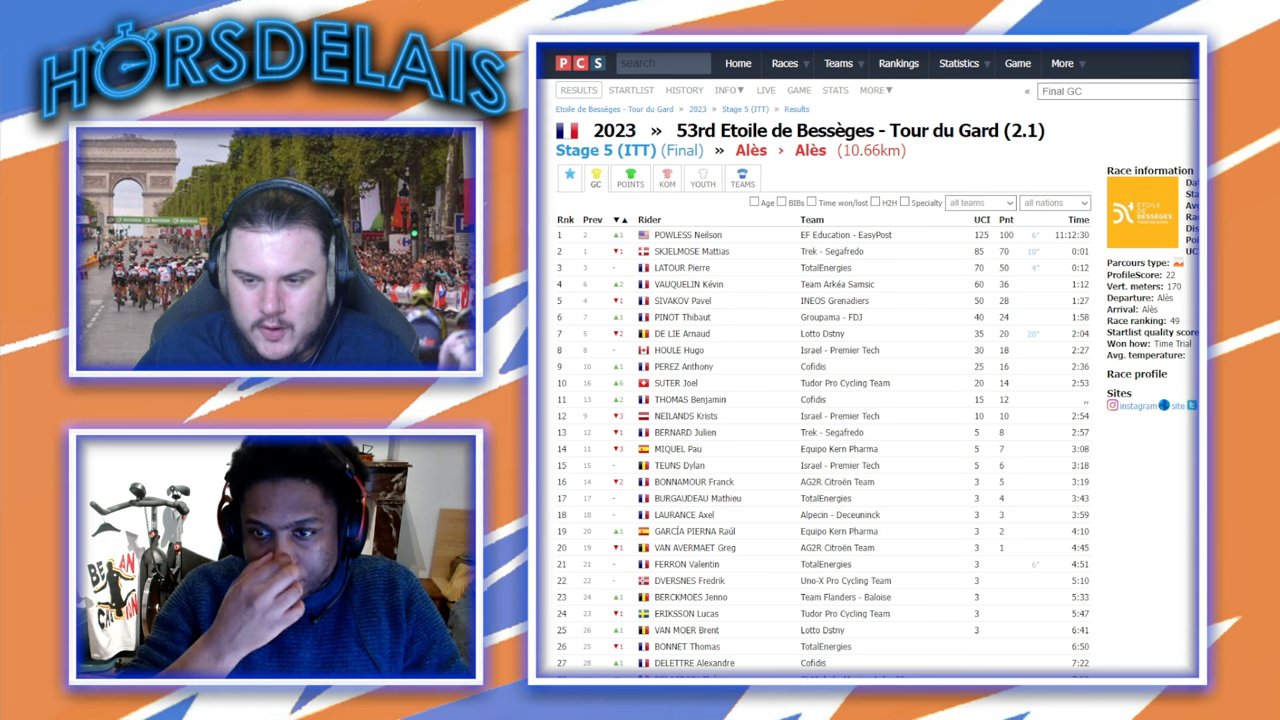 HORSDELAIS
PCS search Home Races ▼ Teams ▼ Rankings Statistics ▼ Game More ▼
RESULTS STARTLIST HISTORY INFO▼ LIVE GAME STATS MORE▼ « Final GC
Etoile de Bessèges - Tour du Gard » 2023 » Stage 5 (ITT) » Results
2023 » 53rd Etoile de Bessèges - Tour du Gard (2.1)
Stage 5 (ITT) (Final) » Alès › Alès (10.66km)
GC POINTS KOM YOUTH TEAMS
Age BIBs Time won/lost H2H Specialty all teams all nations
Rnk Prev ▼▲ Rider Team UCI Pnt Time
1 2 ▲1 POWLESS Neilson EF Education - EasyPost 125 100 6" 11:12:30
2 1 ▼1 SKJELMOSE Mattias Trek - Segafredo 85 70 10" 0:01
3 3 - LATOUR Pierre TotalEnergies 70 50 4" 0:12
4 6 ▲2 VAUQUELIN Kévin Team Arkéa Samsic 60 36 1:12
5 4 ▼1 SIVAKOV Pavel INEOS Grenadiers 50 28 1:27
6 7 ▲1 PINOT Thibaut Groupama - FDJ 40 24 1:58
7 5 ▼2 DE LIE Arnaud Lotto Dstny 35 20 20" 2:04
8 8 - HOULE Hugo Israel - Premier Tech 30 18 2:27
9 10 ▲1 PEREZ Anthony Cofidis 25 16 2:36
10 16 ▲6 SUTER Joel Tudor Pro Cycling Team 20 14 2:53
11 13 ▲2 THOMAS Benjamin Cofidis 15 12 ,,
12 9 ▼3 NEILANDS Krists Israel - Premier Tech 10 10 2:54
13 12 ▼1 BERNARD Julien Trek - Segafredo 5 8 2:57
14 11 ▼3 MIQUEL Pau Equipo Kern Pharma 5 7 3:08
15 15 - TEUNS Dylan Israel - Premier Tech 5 6 3:18
16 14 ▼2 BONNAMOUR Franck AG2R Citroën Team 3 5 3:19
17 17 - BURGAUDEAU Mathieu TotalEnergies 3 4 3:43
18 18 - LAURANCE Axel Alpecin - Deceuninck 3 3 3:59
19 20 ▲1 GARCÍA PIERNA Raúl Equipo Kern Pharma 3 2 4:10
20 19 ▼1 VAN AVERMAET Greg AG2R Citroën Team 3 1 4:45
21 21 - FERRON Valentin TotalEnergies 3 6" 4:51
22 22 - DVERSNES Fredrik Uno-X Pro Cycling Team 3 5:10
23 24 ▲1 BERCKMOES Jenno Team Flanders - Baloise 3 5:33
24 23 ▼1 ERIKSSON Lucas Tudor Pro Cycling Team 3 5:47
25 26 ▲1 VAN MOER Brent Lotto Dstny 3 6:41
26 25 ▼1 BONNET Thomas TotalEnergies 6:50
27 28 ▲1 DELETTRE Alexandre Cofidis 7:22
Race information
ÉTOILE DE BESSÈGES
Parcours type:
ProfileScore: 22
Vert. meters: 170
Departure: Alès
Arrival: Alès
Race ranking: 49
Startlist quality score
Won how: Time Trial
Avg. temperature:
Race profile
Sites
instagram site